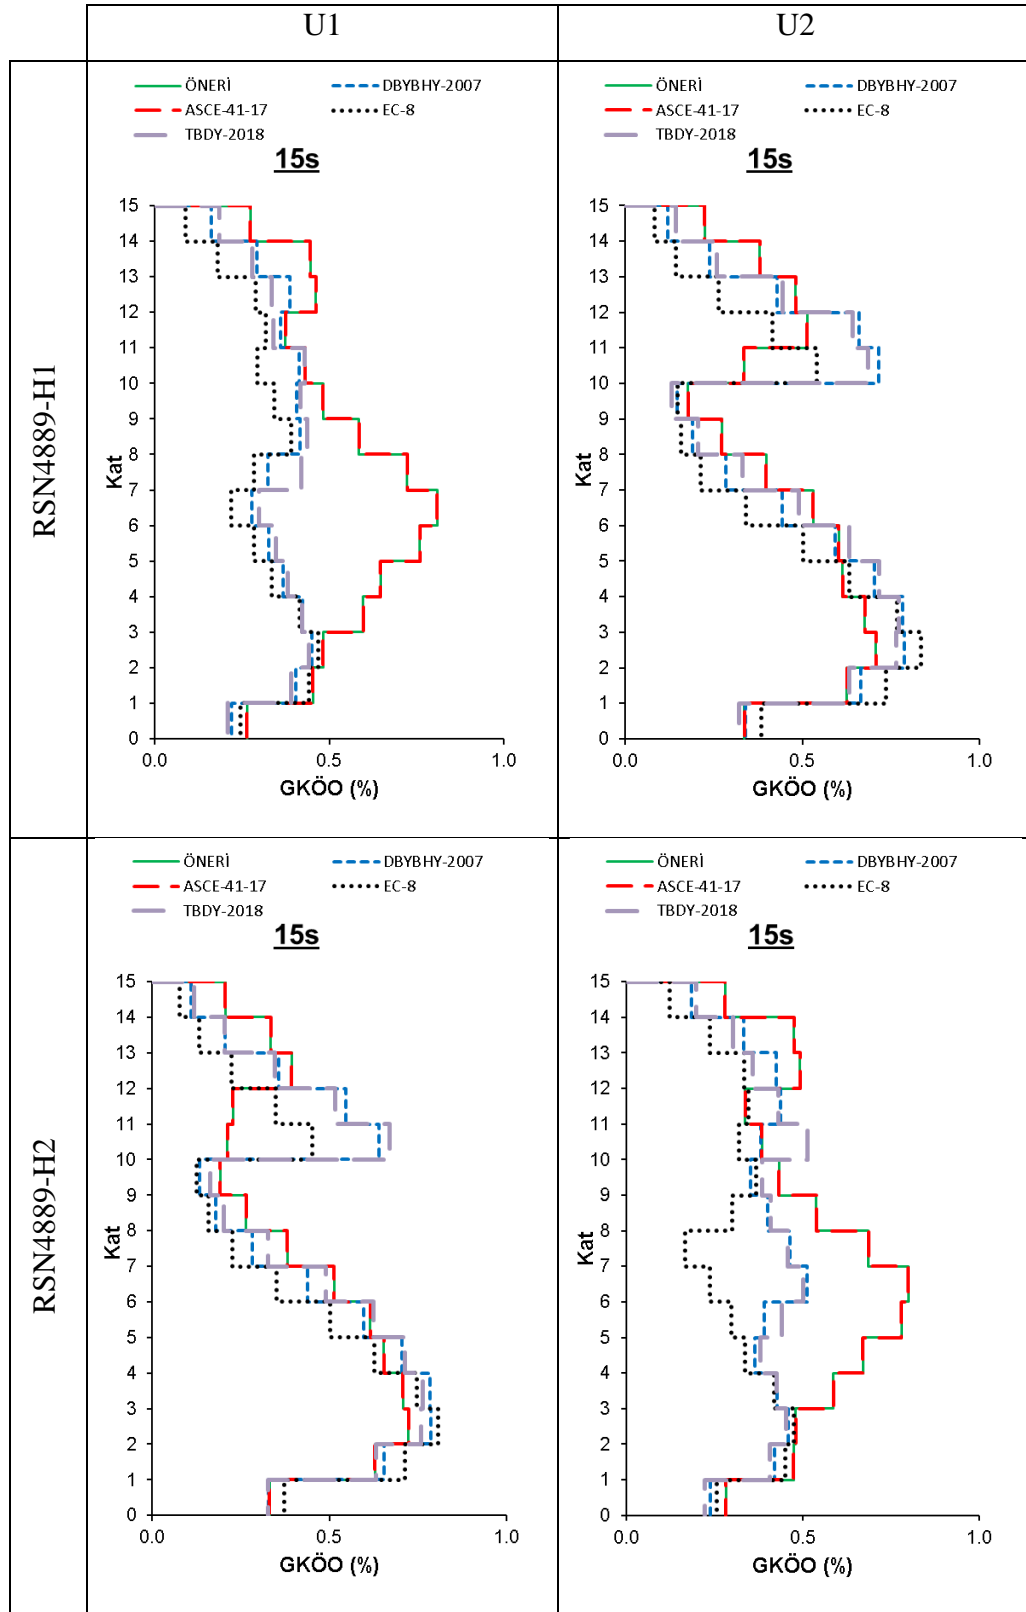 U1
U2
RSN4889-H1
ÖNERİ
DBYBHY-2007
ASCE-41-17
EC-8
TBDY-2018
15s
Kat
15
14
13
12
11
10
9
8
7
6
5
4
3
2
1
0
0.0
0.5
1.0
GKÖO (%)
ÖNERİ
DBYBHY-2007
ASCE-41-17
EC-8
TBDY-2018
15s
Kat
15
14
13
12
11
10
9
8
7
6
5
4
3
2
1
0
0.0
0.5
1.0
GKÖO (%)
RSN4889-H2
ÖNERİ
DBYBHY-2007
ASCE-41-17
EC-8
TBDY-2018
15s
Kat
15
14
13
12
11
10
9
8
7
6
5
4
3
2
1
0
0.0
0.5
1.0
GKÖO (%)
ÖNERİ
DBYBHY-2007
ASCE-41-17
EC-8
TBDY-2018
15s
Kat
15
14
13
12
11
10
9
8
7
6
5
4
3
2
1
0
0.0
0.5
1.0
GKÖO (%)